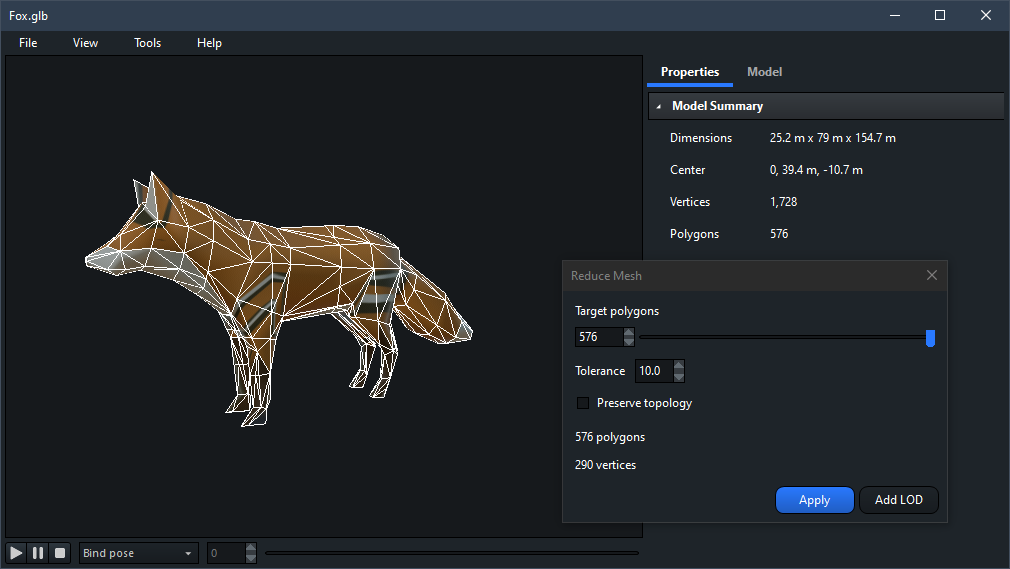 Fox.glb
File View Tools Help
Properties Model
Model Summary
Dimensions 25.2 m x 79 m x 154.7 m
Center 0, 39.4 m, -10.7 m
Vertices 1,728
Polygons 576
Reduce Mesh
Target polygons
576
Tolerance 10.0
Preserve topology
576 polygons
290 vertices
Apply Add LOD
Bind pose 0